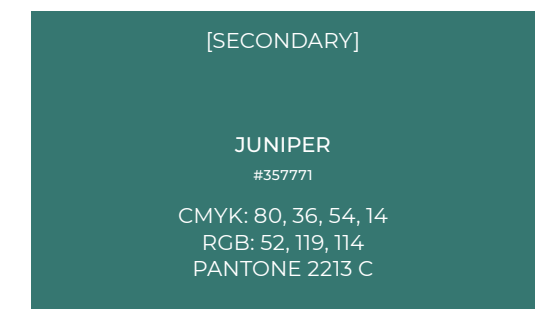 [SECONDARY]
JUNIPER
#357771
CMYK: 80, 36, 54, 14
RGB: 52, 119, 114
PANTONE 2213 C